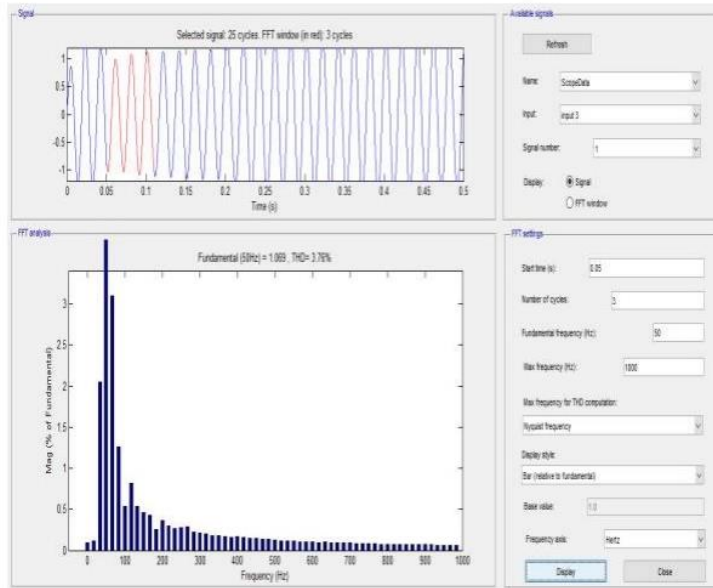 Signal
Selected signal: 25 cycles. FFT window (in red): 3 cycles
1
0.5
0
-0.5
-1
0 0.05 0.1 0.15 0.2 0.25 0.3 0.35 0.4 0.45 0.5
Time (s)
Available signals
Refresh
Name: ScopeData
Input: input 3
Signal number: 1
Display: Signal
FFT window
FFT analysis
Fundamental (50Hz) = 1.069 , THD= 3.76%
Mag (% of Fundamental)
3
2.5
2
1.5
1
0.5
0
0 100 200 300 400 500 600 700 800 900 1000
Frequency (Hz)
FFT settings
Start time (s): 0.05
Number of cycles: 3
Fundamental frequency (Hz): 50
Max frequency (Hz): 1000
Max frequency for THD computation:
Nyquist frequency
Display style:
Bar (relative to fundamental)
Base value: 1.0
Frequency axis: Hertz
Display Close